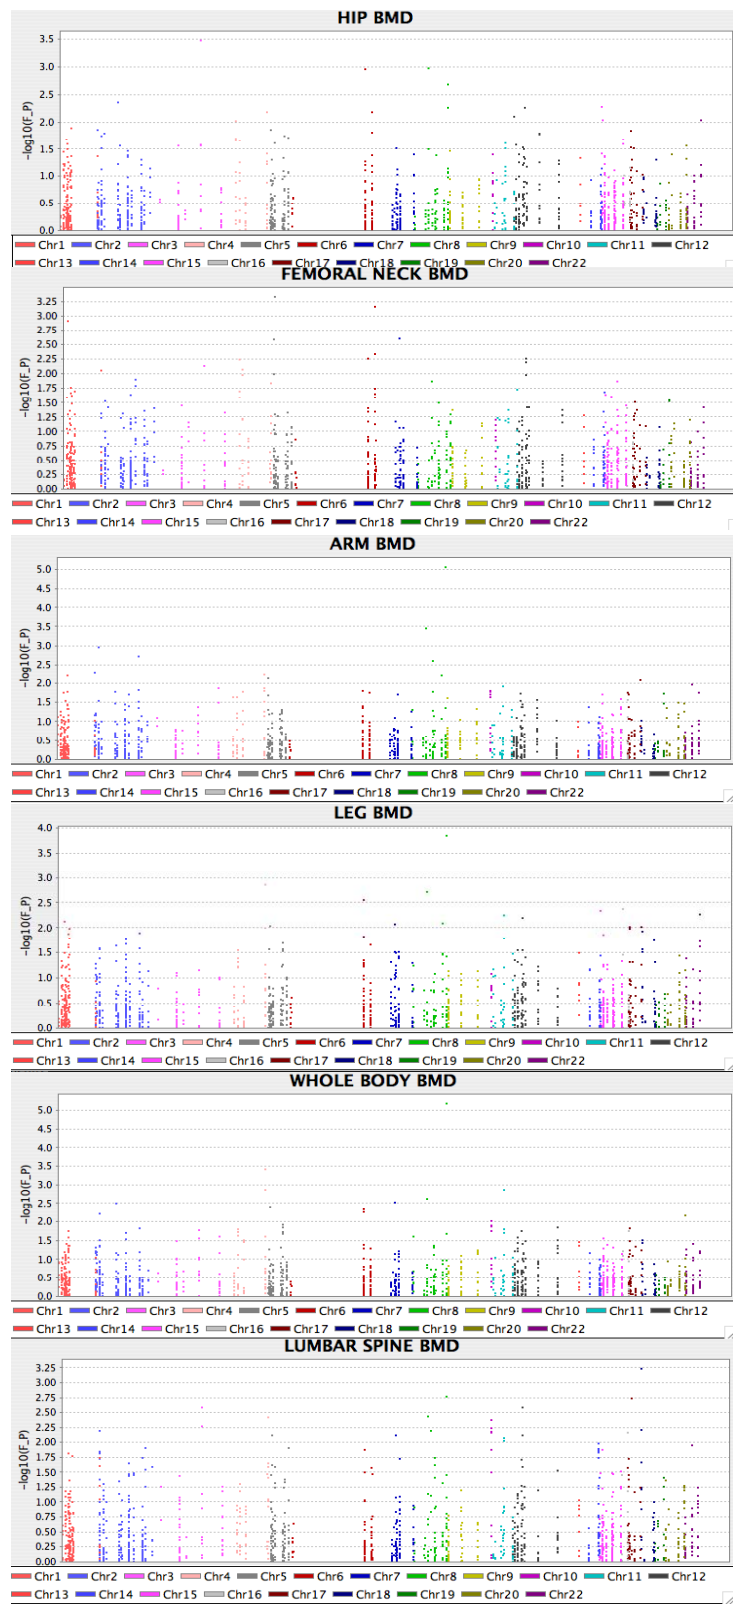 HIP BMD
3.5
3.0
2.5
2.0
1.5
1.0
0.5
0.0
-log10(F_P)
Chr1 Chr2 Chr3 Chr4 Chr5 Chr6 Chr7 Chr8 Chr9 Chr10 Chr11 Chr12
Chr13 Chr14 Chr15 Chr16 Chr17 Chr18 Chr19 Chr20 Chr22
FEMORAL NECK BMD
3.25
3.00
2.75
2.50
2.25
2.00
1.75
1.50
1.25
1.00
0.75
0.50
0.25
0.00
-log10(F_P)
Chr1 Chr2 Chr3 Chr4 Chr5 Chr6 Chr7 Chr8 Chr9 Chr10 Chr11 Chr12
Chr13 Chr14 Chr15 Chr16 Chr17 Chr18 Chr19 Chr20 Chr22
ARM BMD
5.0
4.5
4.0
3.5
3.0
2.5
2.0
1.5
1.0
0.5
0.0
-log10(F_P)
Chr1 Chr2 Chr3 Chr4 Chr5 Chr6 Chr7 Chr8 Chr9 Chr10 Chr11 Chr12
Chr13 Chr14 Chr15 Chr16 Chr17 Chr18 Chr19 Chr20 Chr22
LEG BMD
4.0
3.5
3.0
2.5
2.0
1.5
1.0
0.5
0.0
-log10(F_P)
Chr1 Chr2 Chr3 Chr4 Chr5 Chr6 Chr7 Chr8 Chr9 Chr10 Chr11 Chr12
Chr13 Chr14 Chr15 Chr16 Chr17 Chr18 Chr19 Chr20 Chr22
WHOLE BODY BMD
5.0
4.5
4.0
3.5
3.0
2.5
2.0
1.5
1.0
0.5
0.0
-log10(F_P)
Chr1 Chr2 Chr3 Chr4 Chr5 Chr6 Chr7 Chr8 Chr9 Chr10 Chr11 Chr12
Chr13 Chr14 Chr15 Chr16 Chr17 Chr18 Chr19 Chr20 Chr22
LUMBAR SPINE BMD
3.25
3.00
2.75
2.50
2.25
2.00
1.75
1.50
1.25
1.00
0.75
0.50
0.25
0.00
-log10(F_P)
Chr1 Chr2 Chr3 Chr4 Chr5 Chr6 Chr7 Chr8 Chr9 Chr10 Chr11 Chr12
Chr13 Chr14 Chr15 Chr16 Chr17 Chr18 Chr19 Chr20 Chr22